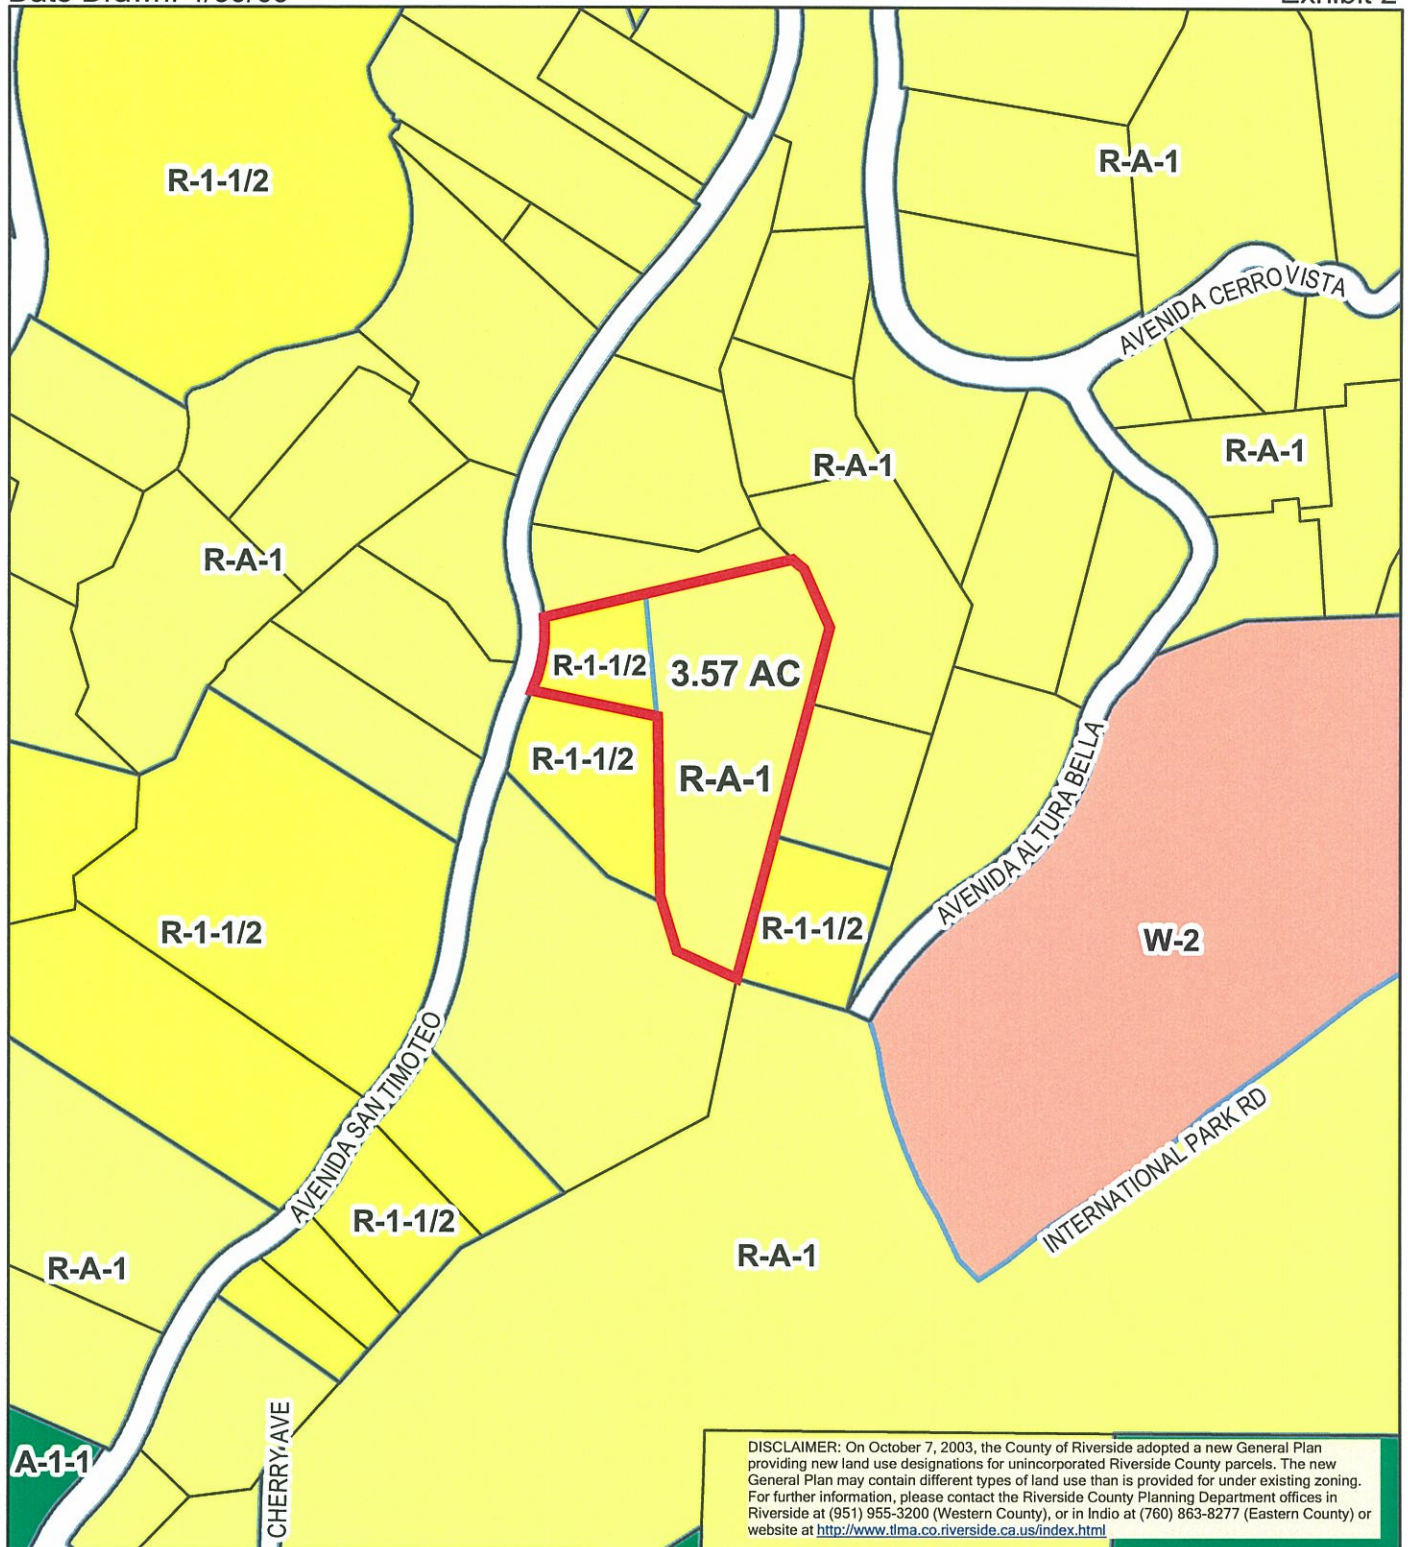 R-1-1/2
R-A-1
AVENIDA CERRO VISTA
R-A-1
R-A-1
R-A-1
R-1-1/2
3.57 AC
R-1-1/2
R-A-1
AVENIDA ALTURA BELLA
R-1-1/2
R-1-1/2
W-2
AVENIDA SAN TIMOTEO
INTERNATIONAL PARK RD
R-1-1/2
R-A-1
R-A-1
A-1-1
CHERRY AVE
DISCLAIMER: On October 7, 2003, the County of Riverside adopted a new General Plan
providing new land use designations for unincorporated Riverside County parcels. The new
General Plan may contain different types of land use than is provided for under existing zoning.
For further information, please contact the Riverside County Planning Department offices in
Riverside at (951) 955-3200 (Western County), or in Indio at (760) 863-8277 (Eastern County) or
website at http://www.tlma.co.riverside.ca.us/index.html